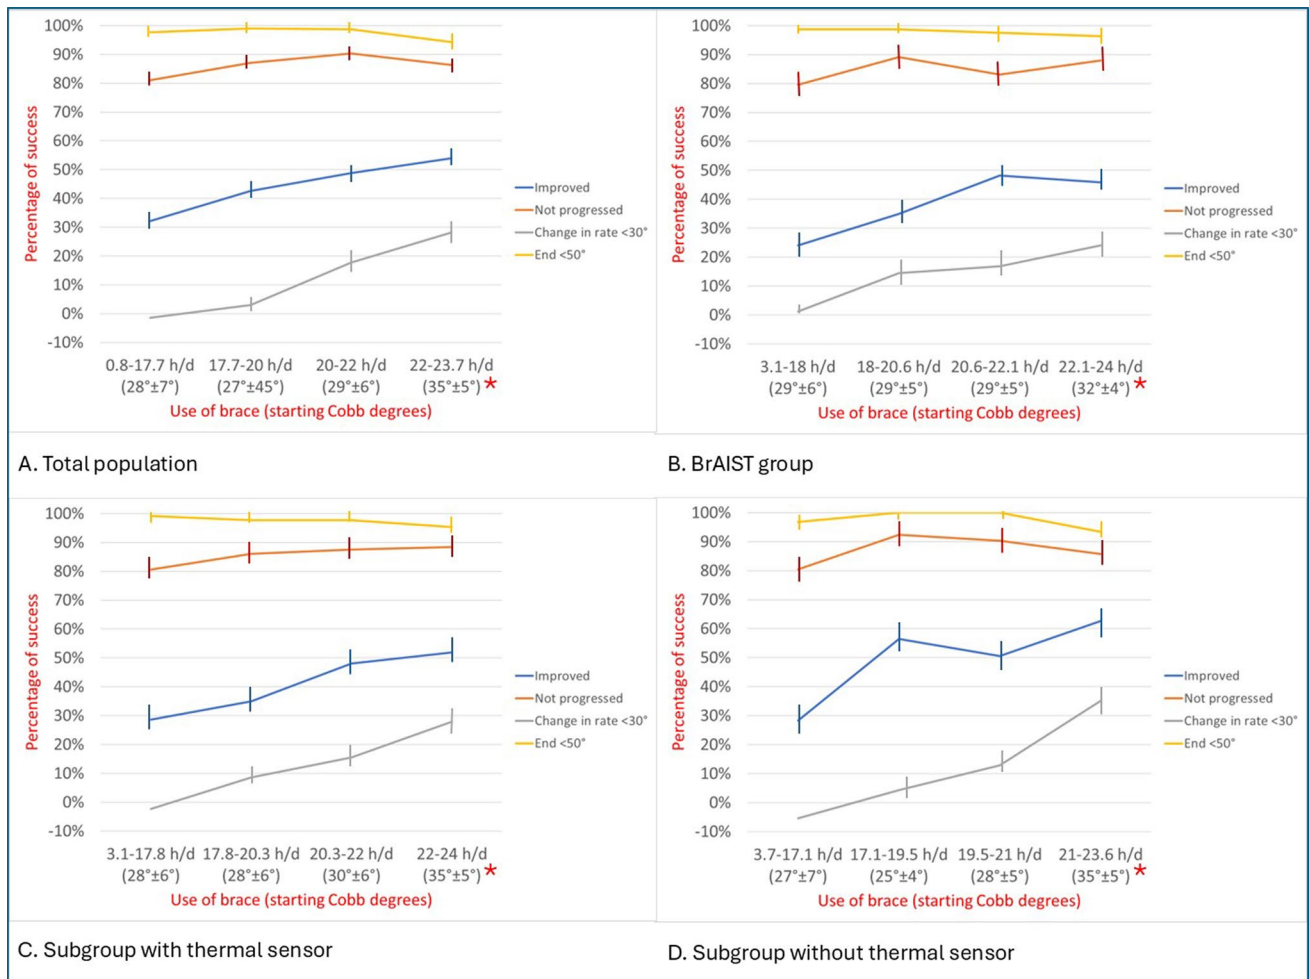 100%
90%
80%
70%
60%
50%
40%
30%
20%
10%
0%
-10%
Percentage of success
Improved
Not progressed
Change in rate <30°
End <50°
0.8-17.7 h/d 17.7-20 h/d 20-22 h/d 22-23.7 h/d
(28°±7°) (27°±45°) (29°±6°) (35°±5°) *
Use of brace (starting Cobb degrees)
A. Total population
100%
90%
80%
70%
60%
50%
40%
30%
20%
10%
0%
-10%
Percentage of success
Improved
Not progressed
Change in rate <30°
End <50°
3.1-18 h/d 18-20.6 h/d 20.6-22.1 h/d 22.1-24 h/d
(29°±6°) (29°±5°) (29°±5°) (32°±4°) *
Use of brace (starting Cobb degrees)
B. BrAIST group
100%
90%
80%
70%
60%
50%
40%
30%
20%
10%
0%
-10%
Percentage of success
Improved
Not progressed
Change in rate <30°
End <50°
3.1-17.8 h/d 17.8-20.3 h/d 20.3-22 h/d 22-24 h/d
(28°±6°) (28°±6°) (30°±6°) (35°±5°) *
Use of brace (starting Cobb degrees)
C. Subgroup with thermal sensor
100%
90%
80%
70%
60%
50%
40%
30%
20%
10%
0%
-10%
Percentage of success
Improved
Not progressed
Change in rate <30°
End <50°
3.7-17.1 h/d 17.1-19.5 h/d 19.5-21 h/d 21-23.6 h/d
(27°±7°) (25°±4°) (28°±5°) (35°±5°) *
Use of brace (starting Cobb degrees)
D. Subgroup without thermal sensor